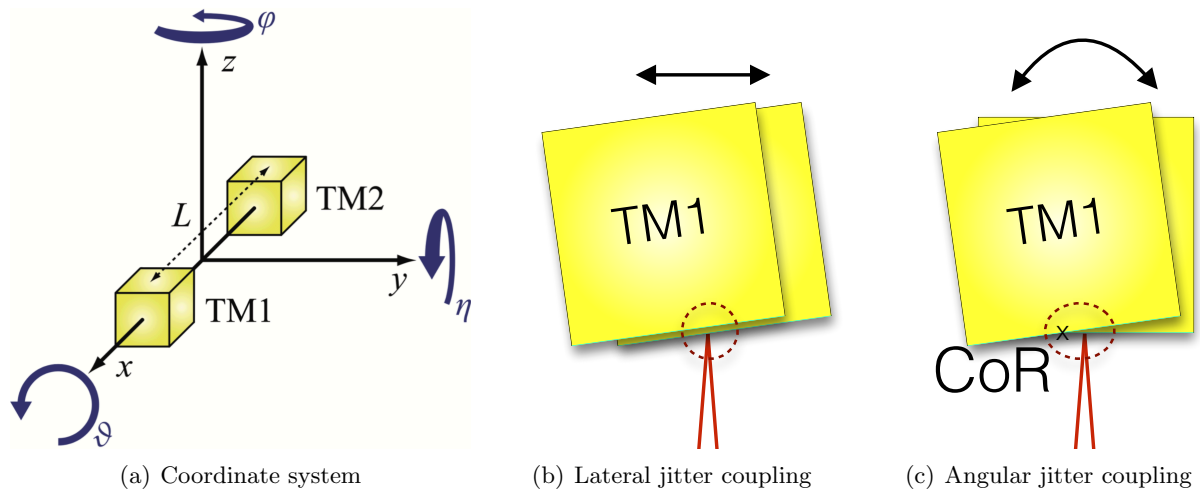 φ
z
L
TM2
y
TM1
η
x
ϑ
(a) Coordinate system
TM1
(b) Lateral jitter coupling
TM1
x
CoR
(c) Angular jitter coupling